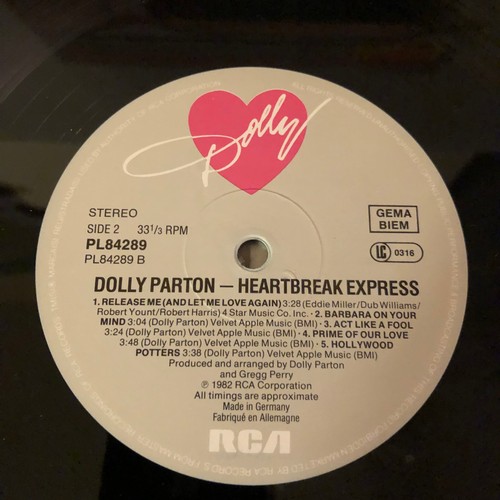 Dolly
STEREO
SIDE 2 33 1/3 RPM
PL84289
PL84289 B
GEMA
BIEM
LC 0316
DOLLY PARTON — HEARTBREAK EXPRESS
1. RELEASE ME (AND LET ME LOVE AGAIN) 3:28 (Eddie Miller/Dub Williams/
Robert Yount/Robert Harris) 4 Star Music Co. Inc. · 2. BARBARA ON YOUR
MIND 3:04 (Dolly Parton) Velvet Apple Music (BMI) · 3. ACT LIKE A FOOL
3:24 (Dolly Parton) Velvet Apple Music (BMI) · 4. PRIME OF OUR LOVE
3:48 (Dolly Parton) Velvet Apple Music (BMI) · 5. HOLLYWOOD
POTTERS 3:38 (Dolly Parton) Velvet Apple Music (BMI)
Produced and arranged by Dolly Parton
and Gregg Perry
℗ 1982 RCA Corporation
All timings are approximate
Made in Germany
Fabriqué en Allemagne
RCA